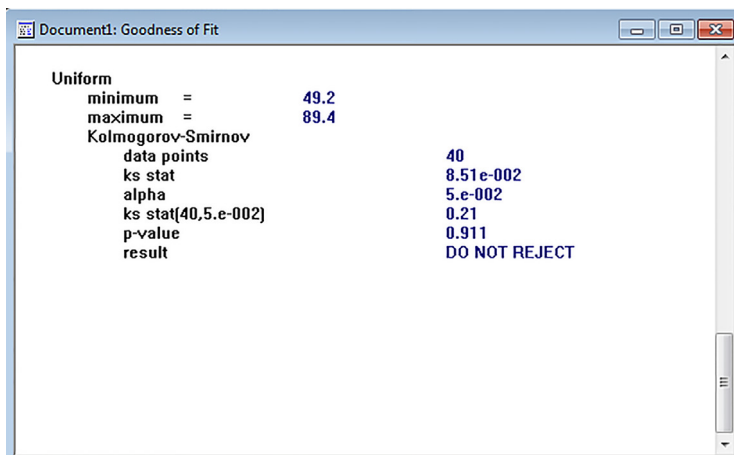 Document1: Goodness of Fit
Uniform
minimum = 49.2
maximum = 89.4
Kolmogorov-Smirnov
data points 40
ks stat 8.51e-002
alpha 5.e-002
ks stat(40,5.e-002) 0.21
p-value 0.911
result DO NOT REJECT